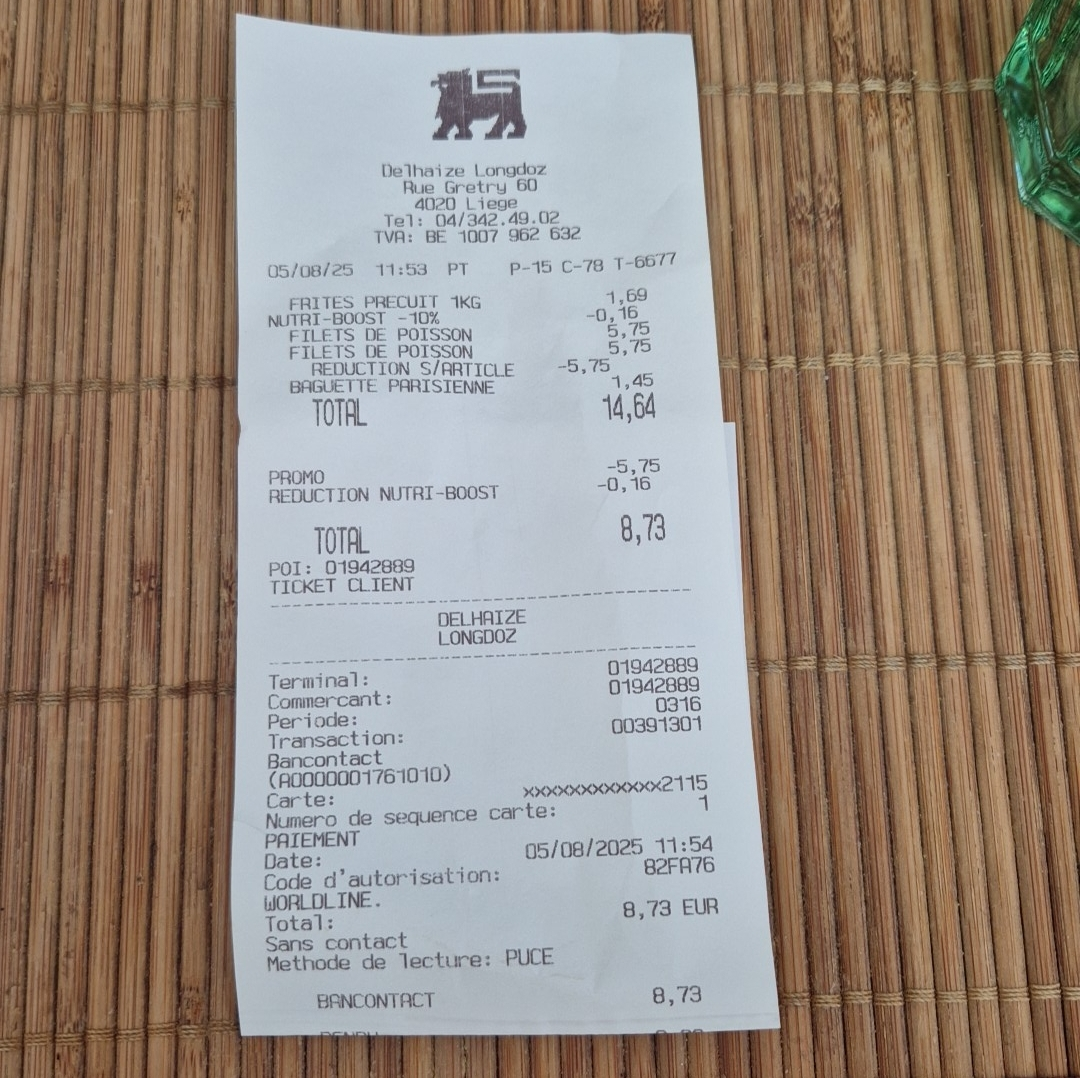 Delhaize Longdoz
Rue Gretry 60
4020 Liege
Tel: 04/342.49.02
TVA: BE 1007 962 632
05/08/25 11:53 PT P-15 C-78 T-6677
FRITES PRECUIT 1KG 1,69
NUTRI-BOOST -10% -0,16
FILETS DE POISSON 5,75
FILETS DE POISSON 5,75
REDUCTION S/ARTICLE -5,75
BAGUETTE PARISIENNE 1,45
TOTAL 14,64
PROMO -5,75
REDUCTION NUTRI-BOOST -0,16
TOTAL 8,73
POI: 01942889
TICKET CLIENT
DELHAIZE
LONGDOZ
Terminal: 01942889
Commercant: 01942889
Periode: 0316
Transaction: 00391301
Bancontact
(A0000001761010)
Carte: xxxxxxxxxxxxx2115
Numero de sequence carte: 1
PAIEMENT
Date: 05/08/2025 11:54
Code d'autorisation: 82FA76
WORLDLINE.
Total: 8,73 EUR
Sans contact
Methode de lecture: PUCE
BANCONTACT 8,73